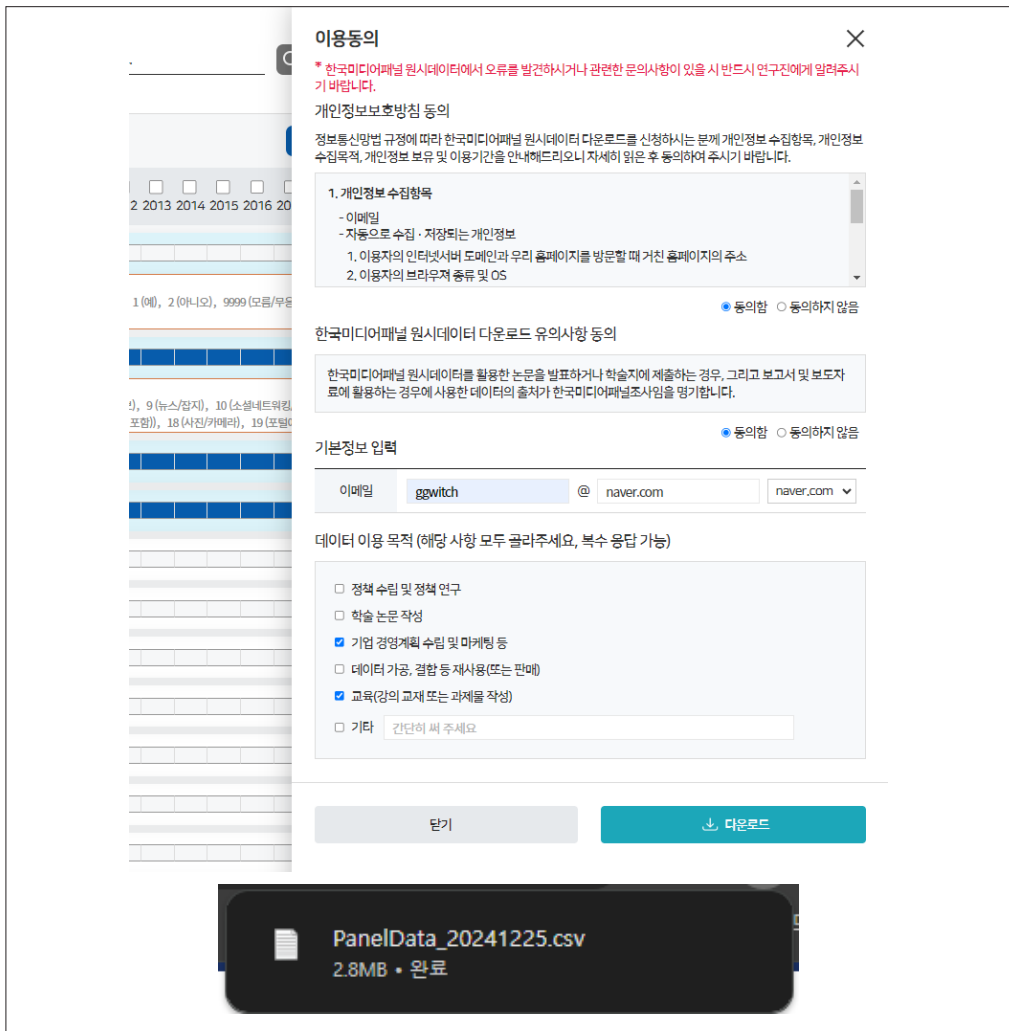 이용동의
* 한국미디어패널 원시데이터에서 오류를 발견하시거나 관련한 문의사항이 있을 시 반드시 연구진에게 알려주시
기 바랍니다.
개인정보보호방침 동의
정보통신망법 규정에 따라 한국미디어패널 원시데이터 다운로드를 신청하시는 분께 개인정보 수집항목, 개인정보
수집목적, 개인정보 보유 및 이용기간을 안내해드리오니 자세히 읽은 후 동의하여 주시기 바랍니다.
2 2013 2014 2015 2016 20
1. 개인정보 수집항목
- 이메일
- 자동으로 수집 · 저장되는 개인정보
1. 이용자의 인터넷서버 도메인과 우리 홈페이지를 방문할 때 거친 홈페이지의 주소
2. 이용자의 브라우져 종류 및 OS
1 (예), 2 (아니오), 9999 (모름/무응
동의함 동의하지 않음
한국미디어패널 원시데이터 다운로드 유의사항 동의
한국미디어패널 원시데이터를 활용한 논문을 발표하거나 학술지에 제출하는 경우, 그리고 보고서 및 보도자
료에 활용하는 경우에 사용한 데이터의 출처가 한국미디어패널조사임을 명기합니다.
), 9 (뉴스/잡지), 10 (소셜네트워킹
포함)), 18 (사진/카메라), 19 (포털
동의함 동의하지 않음
기본정보 입력
이메일 ggwitch @ naver.com naver.com
데이터 이용 목적 (해당 사항 모두 골라주세요, 복수 응답 가능)
정책 수립 및 정책 연구
학술 논문 작성
기업 경영계획 수립 및 마케팅 등
데이터 가공, 결합 등 재사용(또는 판매)
교육(강의 교재 또는 과제물 작성)
기타 간단히 써 주세요
닫기 다운로드
PanelData_20241225.csv
2.8MB • 완료